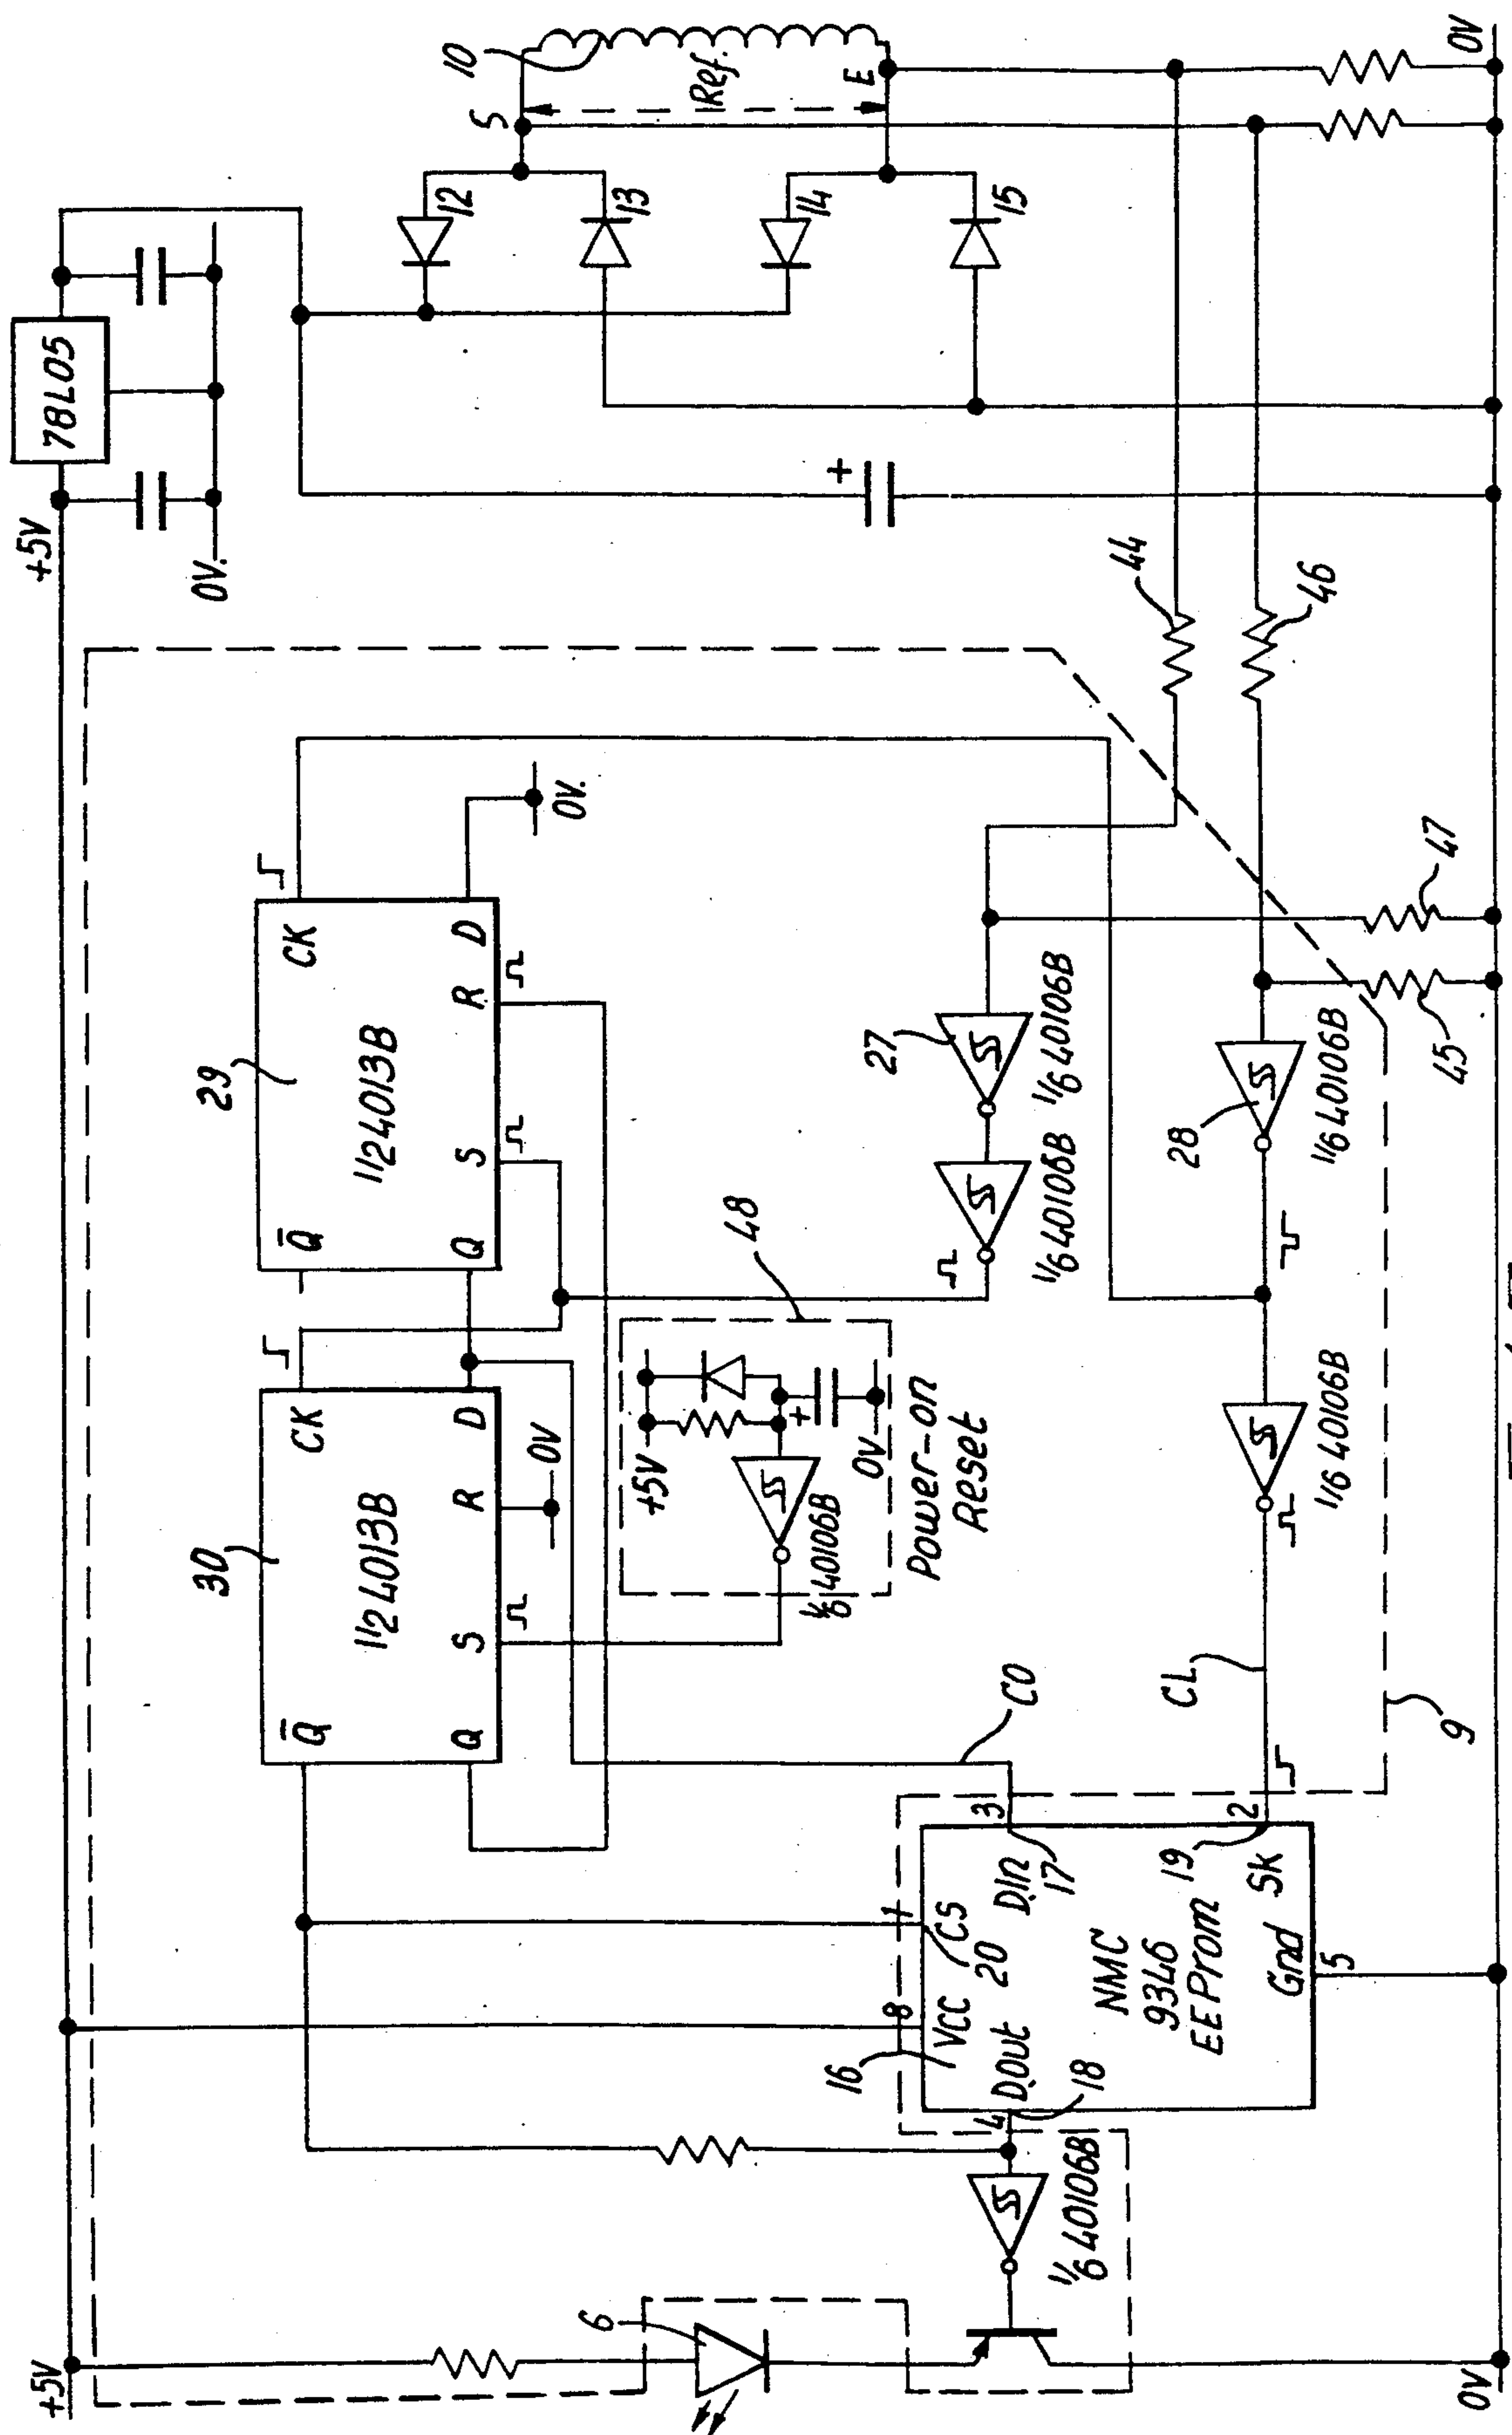 +5V
78L05
+5V
0V.
10
S
Ref.
E
12
13
14
15
0V
29
CK
D
R
S
Q̅
Q
1/2 4013B
0V.
30
CK
D
R
S
Q̅
Q
1/2 4013B
0V
44
46
47
45
27
1/6 40106B
1/6 40106B
28
1/6 40106B
1/6 40106B
48
+5V
0V
1/6 40106B
Power-on
Reset
CO
CL
9
16
8
VCC
1
CS
20
3
Din
17
2
19
SK
4
Dout
18
NMC
9346
EEProm
Gnd
5
1/6 40106B
6
0V